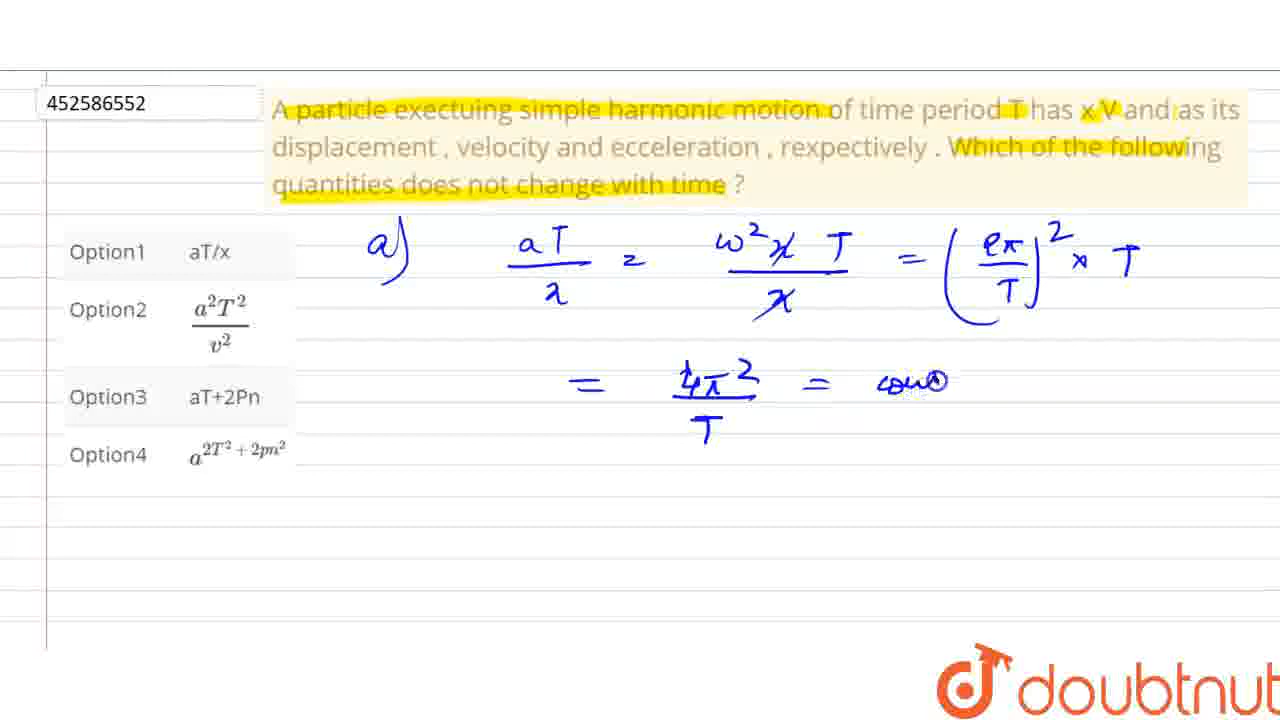 452586552
A particle exectuing simple harmonic motion of time period T has x V and as its
displacement , velocity and ecceleration , rexpectively . Which of the following
quantities does not change with time ?
Option1 aT/x
Option2 a²T²/v²
Option3 aT+2Pn
Option4 a^(2T²+2pn²)
a) aT/x = ω²x T/x = (2π/T)² × T
= 4π²/T =
doubtnut